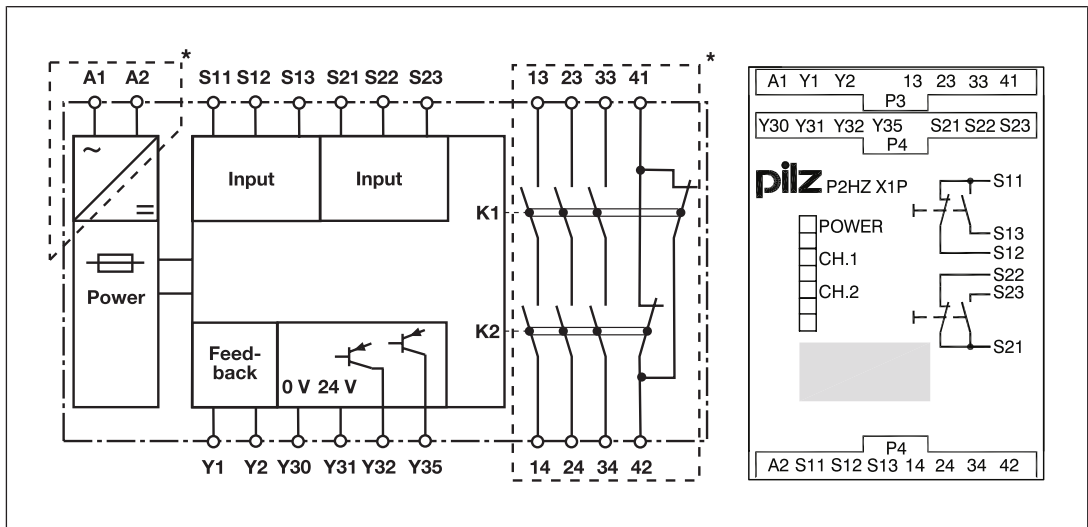 *
*
A1 A2 S11 S12 S13 S21 S22 S23 13 23 33 41
~
=
Input Input
K1
Power
K2
Feed-
back
0 V 24 V
Y1 Y2 Y30 Y31 Y32 Y35 14 24 34 42
A1 Y1 Y2 13 23 33 41
P3
Y30 Y31 Y32 Y35 S21 S22 S23
P4
pilz P2HZ X1P
S11
POWER
S13
CH.1 S12
S22
CH.2 S23
S21
P4
A2 S11 S12 S13 14 24 34 42